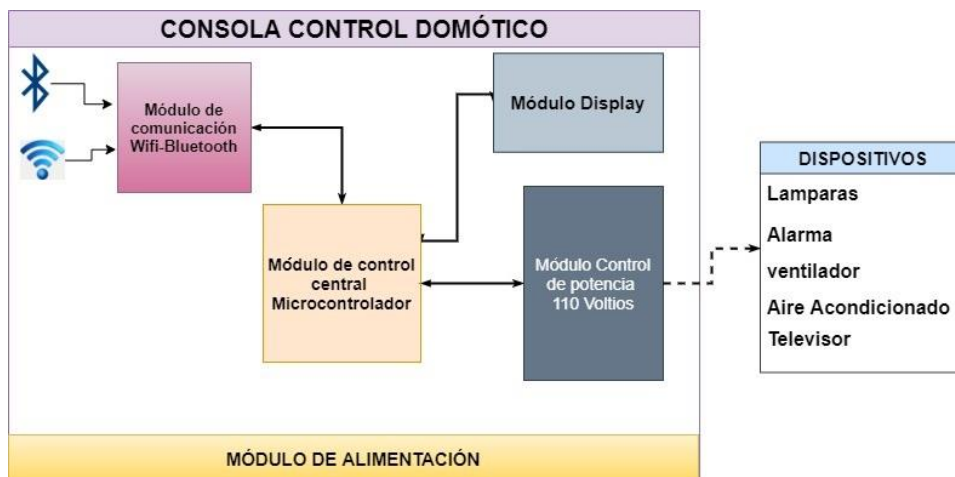 CONSOLA CONTROL DOMÓTICO
Módulo de
comunicación
Wifi-Bluetooth
Módulo Display
Módulo de control
central
Microcontrolador
Módulo Control
de potencia
110 Voltios
DISPOSITIVOS
Lamparas
Alarma
ventilador
Aire Acondicionado
Televisor
MÓDULO DE ALIMENTACIÓN